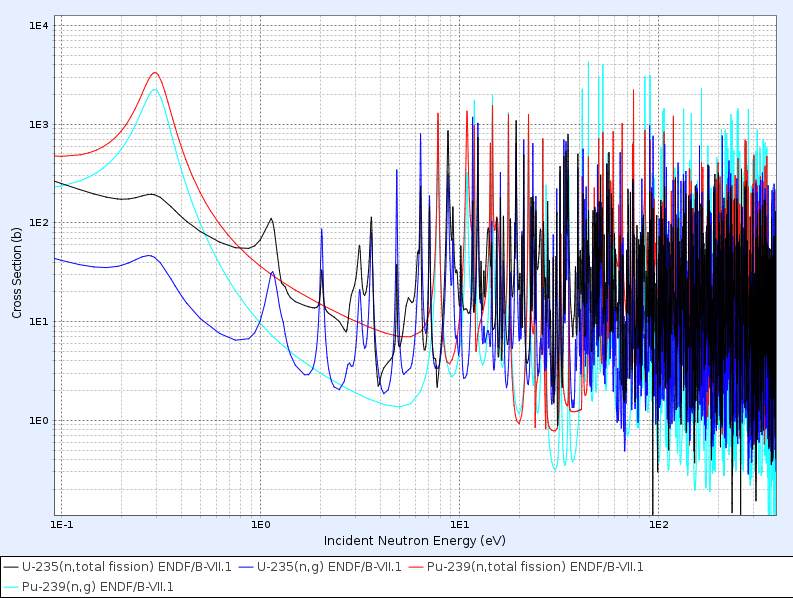 1E4
1E3
1E2
1E1
1E0
Cross Section (b)
1E-1 1E0 1E1 1E2
Incident Neutron Energy (eV)
U-235(n,total fission) ENDF/B-VII.1 U-235(n,g) ENDF/B-VII.1 Pu-239(n,total fission) ENDF/B-VII.1
Pu-239(n,g) ENDF/B-VII.1